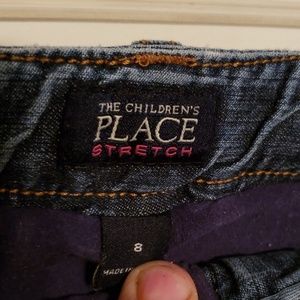 THE CHILDREN'S
PLACE
STRETCH
8
MADE IN